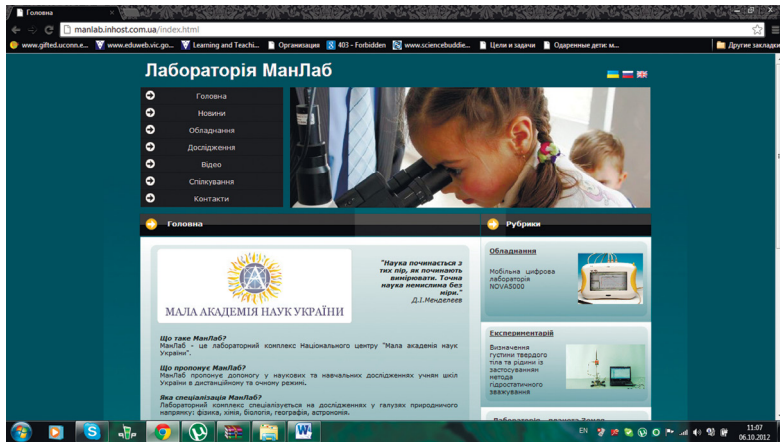 Головна
manlab.inhost.com.ua/index.html
www.gifted.uconn.e...
www.eduweb.vic.go...
Learning and Teachi...
Организация
403 - Forbidden
www.sciencebuddie...
Цели и задачи
Одаренные дети: м...
Другие закладки
Лабораторія МанЛаб
Головна
Новини
Обладнання
Дослідження
Відео
Спілкування
Контакти
Головна
МАЛА АКАДЕМІЯ НАУК УКРАЇНИ
"Наука починається з
тих пір, як починають
вимірювати. Точна
наука немислима без
міри."
Д.І.Менделеєв
Що таке МанЛаб?
МанЛаб - це лабораторний комплекс Національного центру "Мала академія наук
України".
Що пропонує МанЛаб?
МанЛаб пропонує допомогу у наукових та навчальних дослідженнях учням шкіл
України в дистанційному та очному режимі.
Яка спеціалізація МанЛаб?
Лабораторний комплекс спеціалізується на дослідженнях у галузях природничого
напрямку: фізика, хімія, біологія, географія, астрономія.
Рубрики
Обладнання
Мобільна цифрова
лабораторія
NOVA5000
Експериментарій
Визначення
густини твердого
тіла та рідини із
застосуванням
метода
гідростатичного
зважування
Лабораторія - планета Земля
EN
11:07
06.10.2012